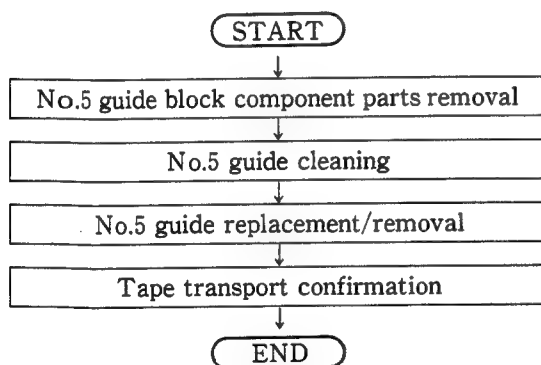 START
No.5 guide block component parts removal
No.5 guide cleaning
No.5 guide replacement/removal
Tape transport confirmation
END